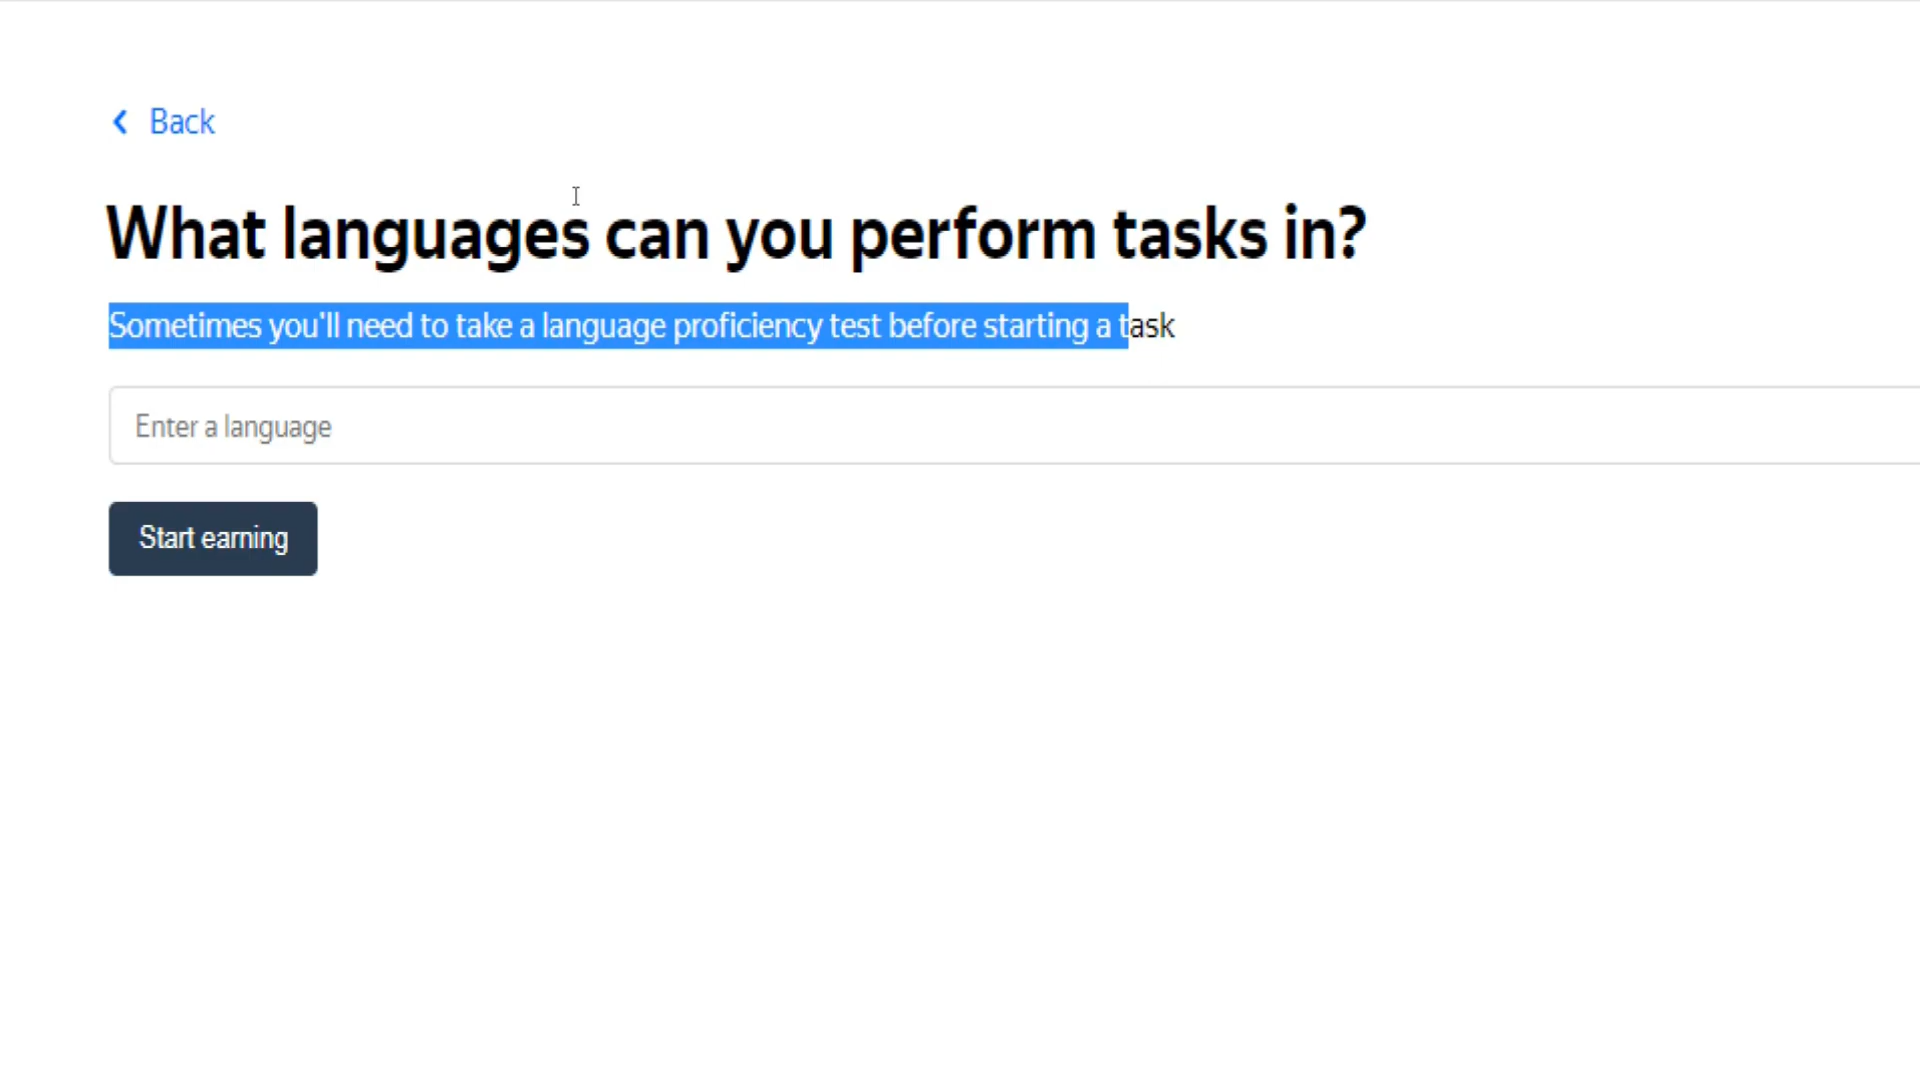 Back
What languages can you perform tasks in?
Sometimes you'll need to take a language proficiency test before starting a task
Enter a language
Start earning